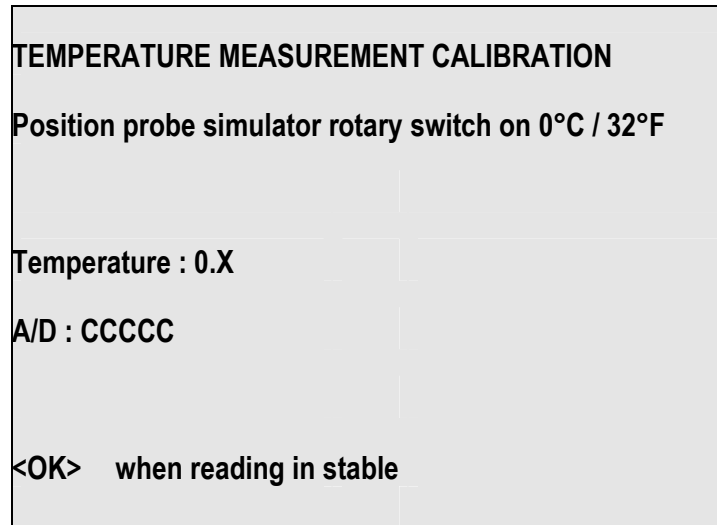 TEMPERATURE MEASUREMENT CALIBRATION
Position probe simulator rotary switch on 0°C / 32°F
Temperature : 0.X
A/D : CCCCC
<OK> when reading in stable